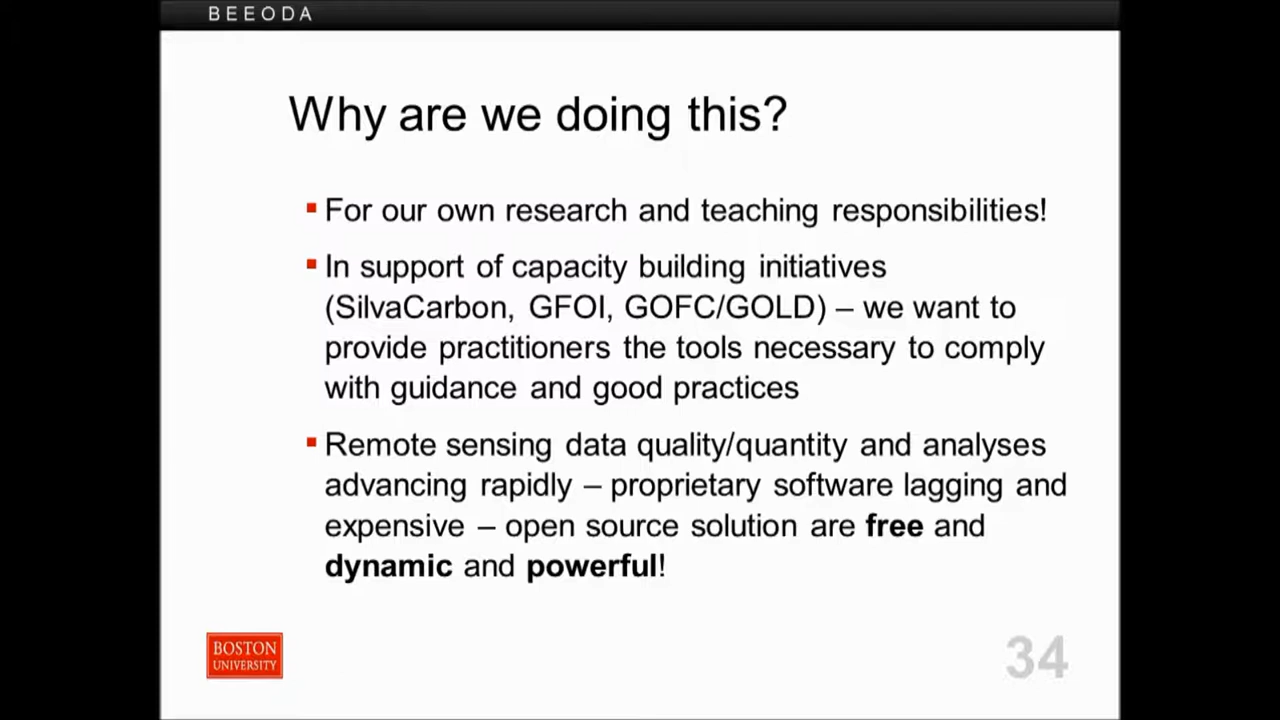 BEEODA
Why are we doing this?
For our own research and teaching responsibilities!
In support of capacity building initiatives
(SilvaCarbon, GFOI, GOFC/GOLD) – we want to
provide practitioners the tools necessary to comply
with guidance and good practices
Remote sensing data quality/quantity and analyses
advancing rapidly – proprietary software lagging and
expensive – open source solution are free and
dynamic and powerful!
BOSTON
UNIVERSITY
34